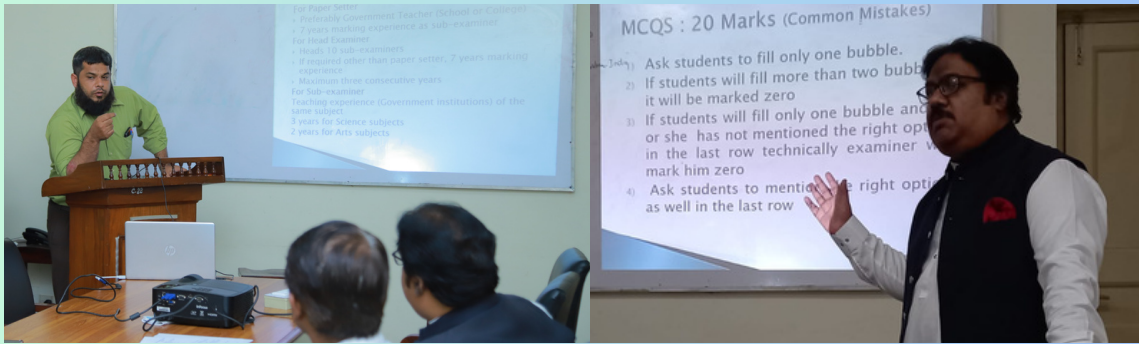 For Paper Setter
Preferably Government Teacher (School or College)
7 years marking experience as sub-examiner
For Head Examiner
Heads 10 sub-examiners
If required other than paper setter, 7 years marking
experience
Maximum three consecutive years
For Sub-examiner
Teaching experience (Government Institutions) of the
same subject
3 years for Science subjects
2 years for Arts subjects
hp
MCQS : 20 Marks (Common Mistakes)
1) Ask students to fill only one bubble.
2) If students will fill more than two bubb
it will be marked zero
3) If students will fill only one bubble and
or she has not mentioned the right opt
in the last row technically examiner w
mark him zero
4) Ask students to mentio e right optio
as well in the last row